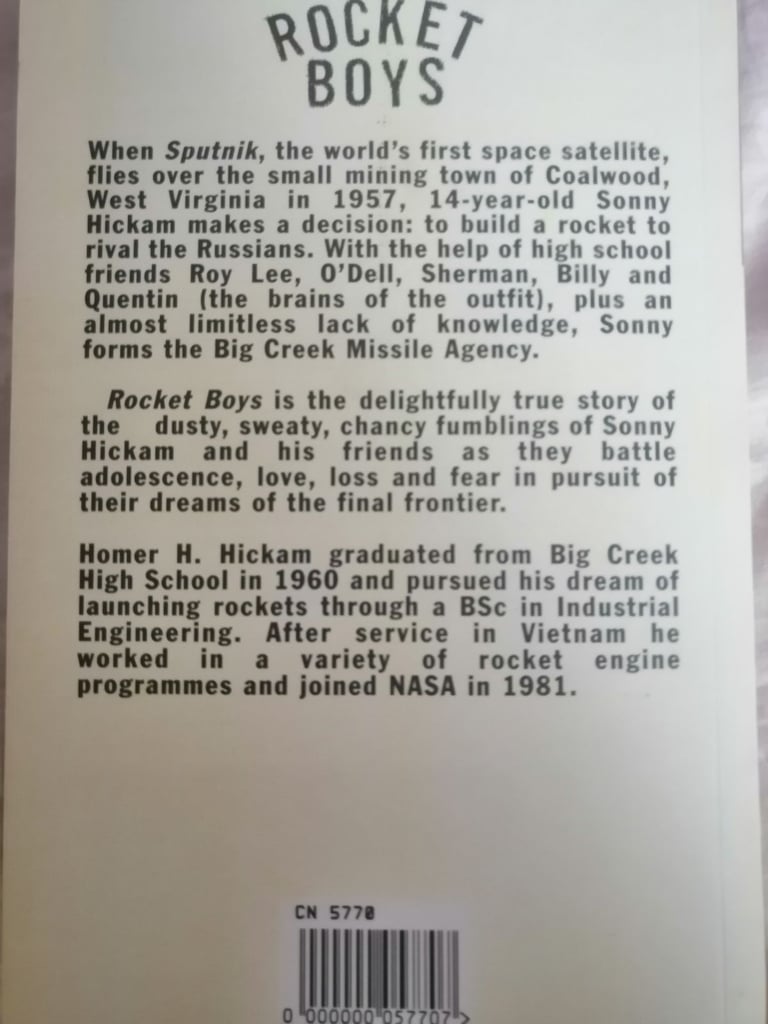 ROCKET
BOYS
When Sputnik, the world's first space satellite,
flies over the small mining town of Coalwood,
West Virginia in 1957, 14-year-old Sonny
Hickam makes a decision: to build a rocket to
rival the Russians. With the help of high school
friends Roy Lee, O'Dell, Sherman, Billy and
Quentin (the brains of the outfit), plus an
almost limitless lack of knowledge, Sonny
forms the Big Creek Missile Agency.
Rocket Boys is the delightfully true story of
the dusty, sweaty, chancy fumblings of Sonny
Hickam and his friends as they battle
adolescence, love, loss and fear in pursuit of
their dreams of the final frontier.
Homer H. Hickam graduated from Big Creek
High School in 1960 and pursued his dream of
launching rockets through a BSc in Industrial
Engineering. After service in Vietnam he
worked in a variety of rocket engine
programmes and joined NASA in 1981.
CN 5770
0 000000 057707 >